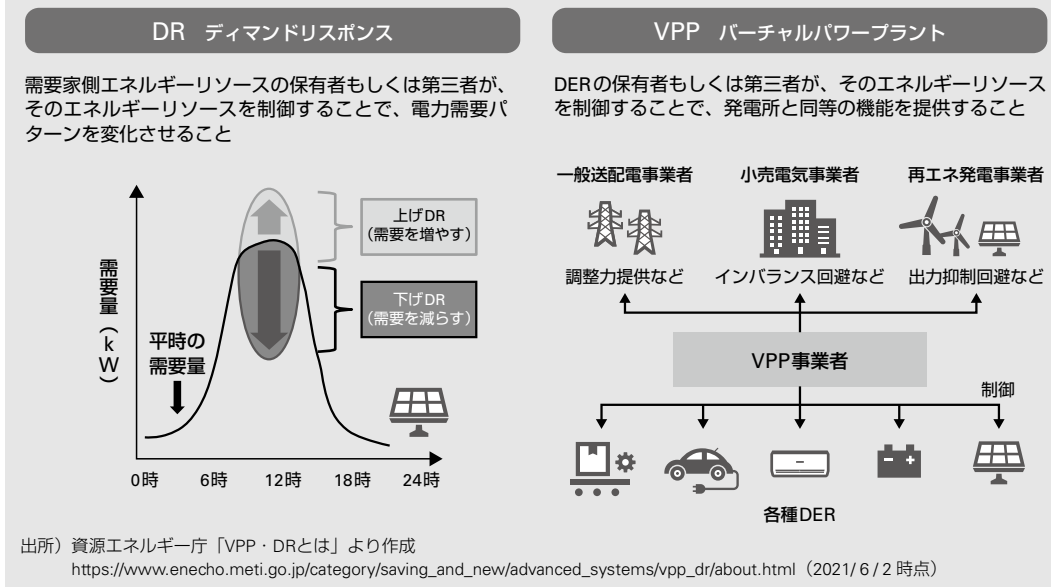 DR ディマンドリスポンス
需要家側エネルギーリソースの保有者もしくは第三者が、
そのエネルギーリソースを制御することで、電力需要パ
ターンを変化させること
需要量(kW)
平時の
需要量
上げDR
(需要を増やす)
下げDR
(需要を減らす)
0時 6時 12時 18時 24時
VPP バーチャルパワープラント
DERの保有者もしくは第三者が、そのエネルギーリソース
を制御することで、発電所と同等の機能を提供すること
一般送配電事業者 小売電気事業者 再エネ発電事業者
調整力提供など インバランス回避など 出力抑制回避など
VPP事業者
制御
各種DER
出所)資源エネルギー庁「VPP・DRとは」より作成
https://www.enecho.meti.go.jp/category/saving_and_new/advanced_systems/vpp_dr/about.html(2021/ 6 / 2 時点)